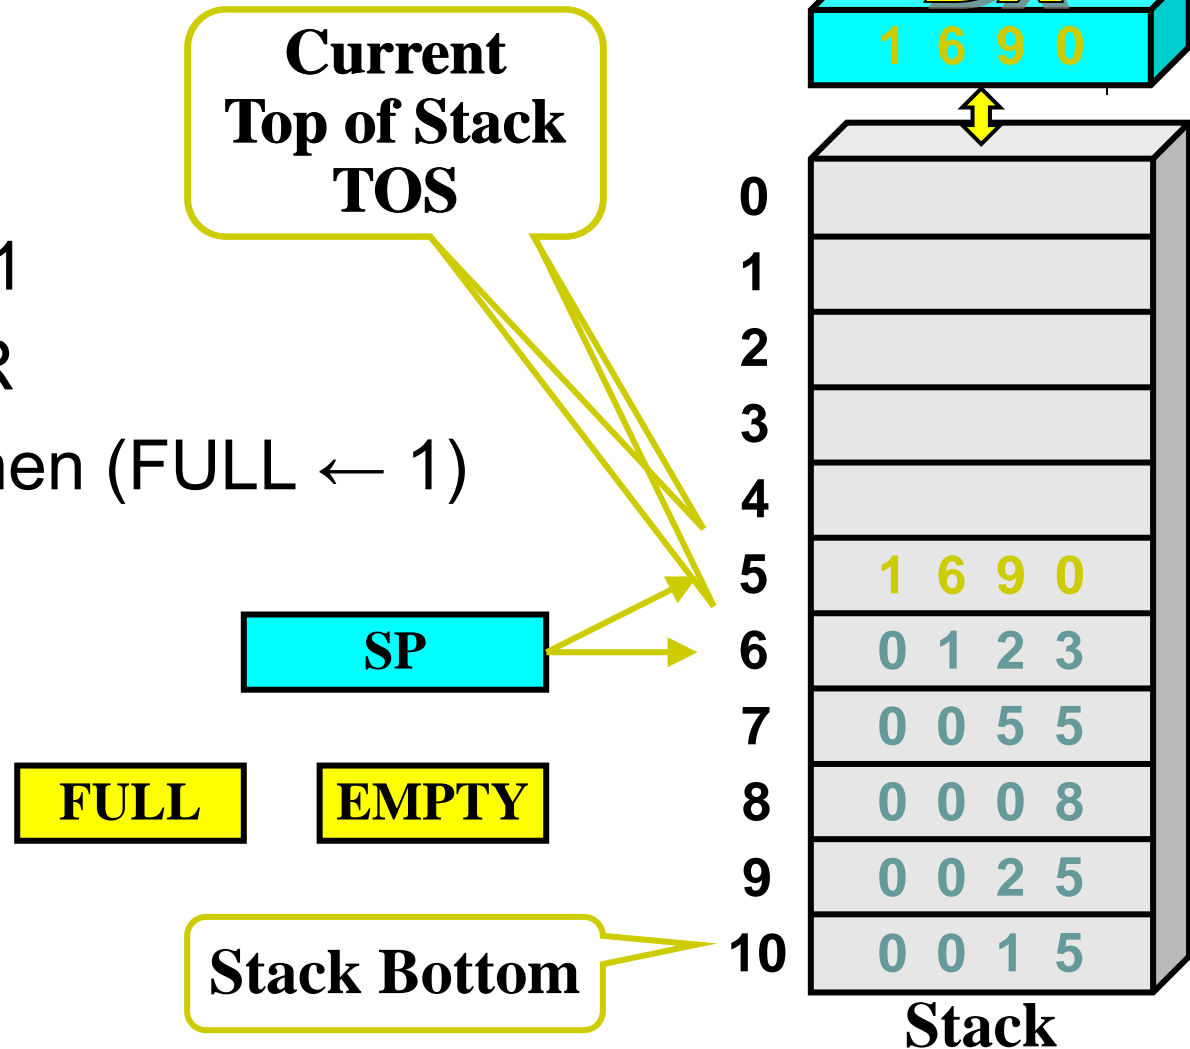 1 6 9 0
Current
Top of Stack
TOS
0
1
1
R
2
3
(FULL ← 1)
4
5 1 6 9 0
SP
6 0 1 2 3
7 0 0 5 5
FULL EMPTY
8 0 0 0 8
9 0 0 2 5
Stack Bottom
10 0 0 1 5
Stack